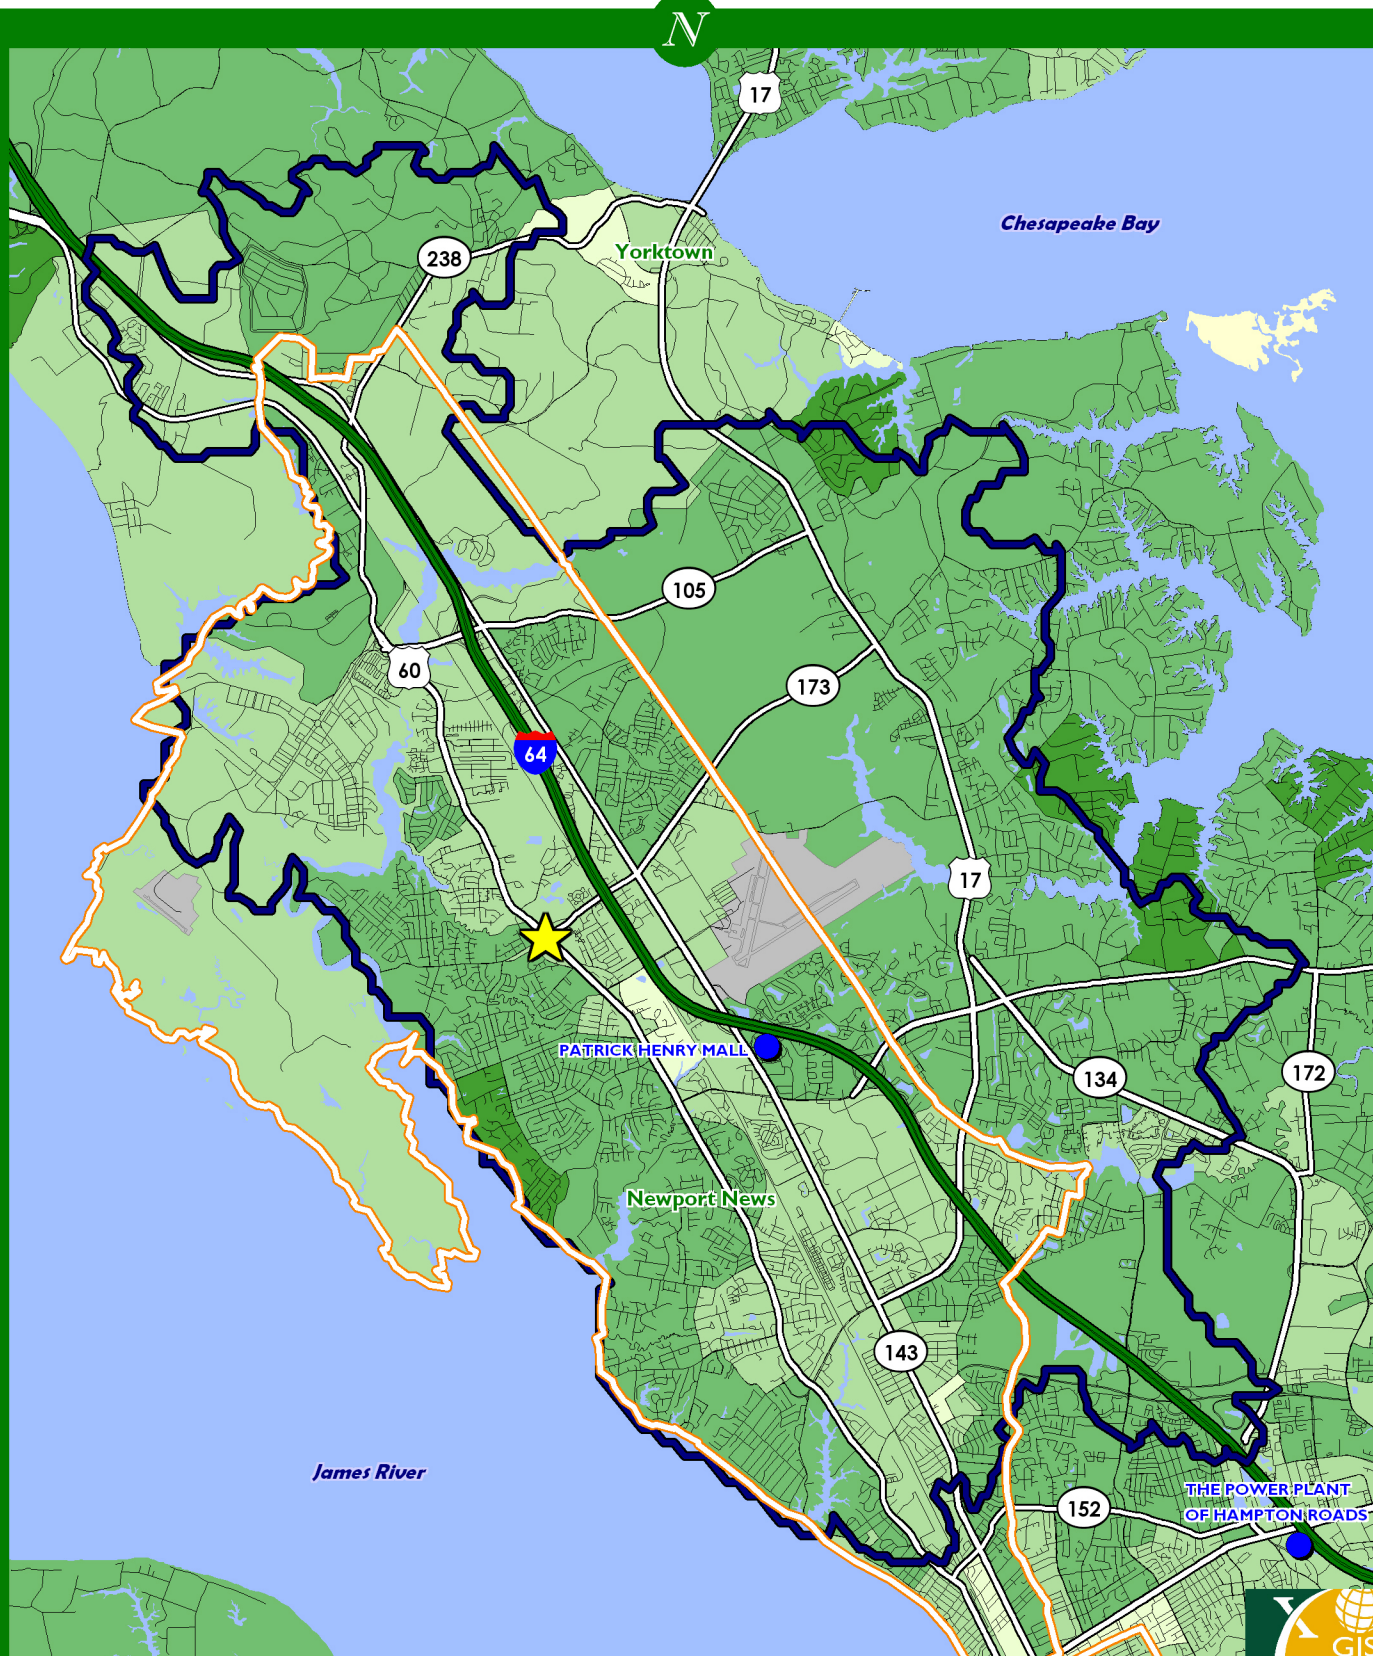 N
17
Chesapeake Bay
238
Yorktown
105
60
173
64
17
PATRICK HENRY MALL
134
172
Newport News
143
James River
THE POWER PLANT
OF HAMPTON ROADS
152
X
GIS